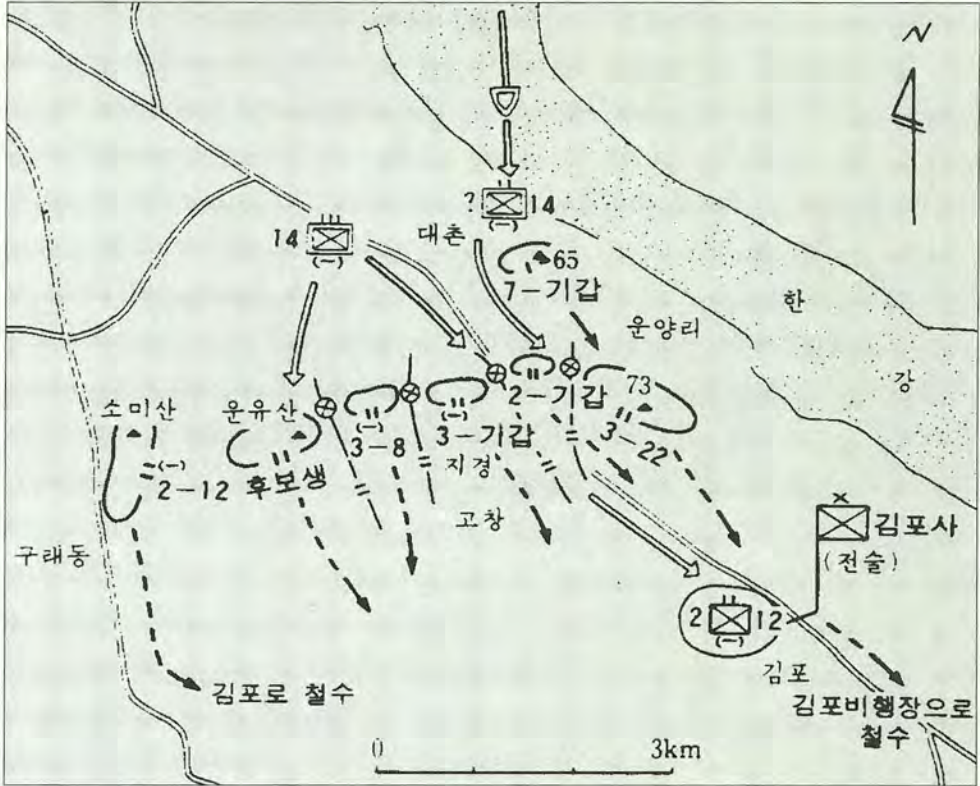 N
14
(-)
?
14
(-)
대촌
65
7-기갑
한
강
운양리
소미산
운유산
73
2-기갑
3-22
(-)
3-8
(-)
3-기갑
(-)
2-12
후보생
지경
고창
구래동
김포사
(전술)
2
12
(-)
김포
김포로 철수
김포비행장으로
철수
0
3km